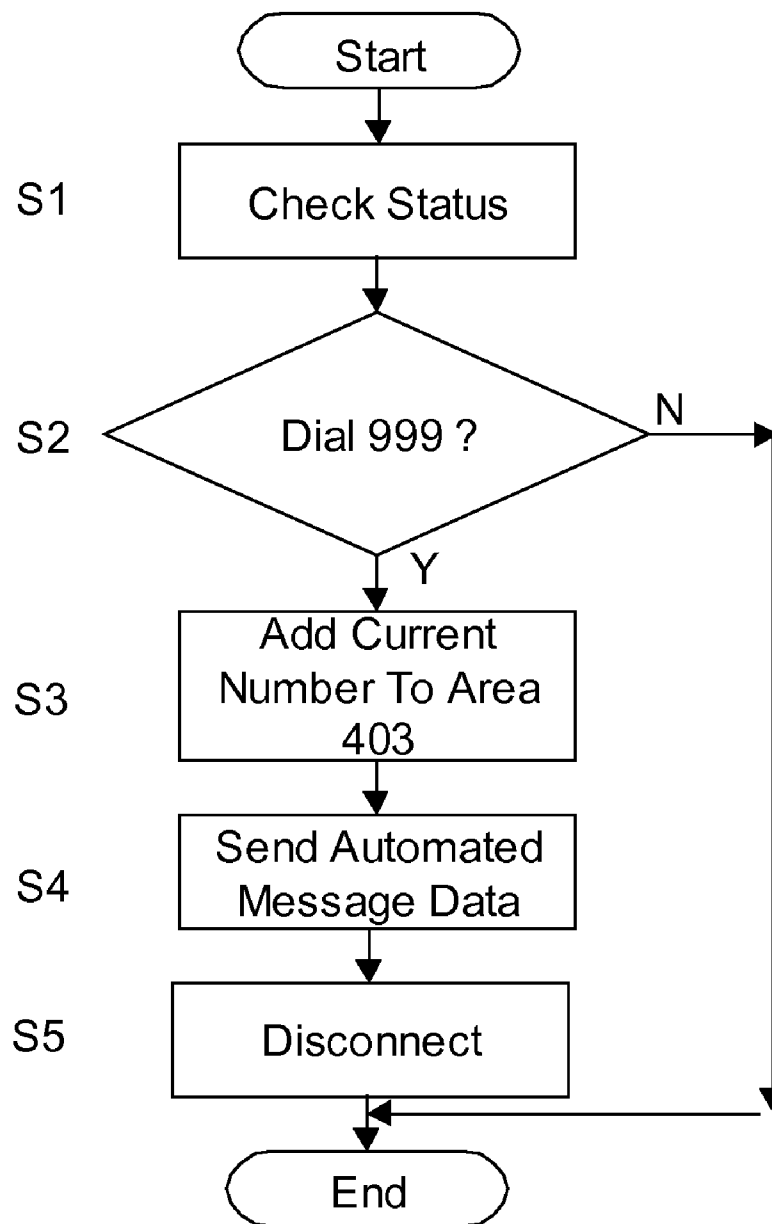 Start
S1
Check Status
S2
Dial 999 ?
N
Y
S3
Add Current
Number To Area
403
S4
Send Automated
Message Data
S5
Disconnect
End